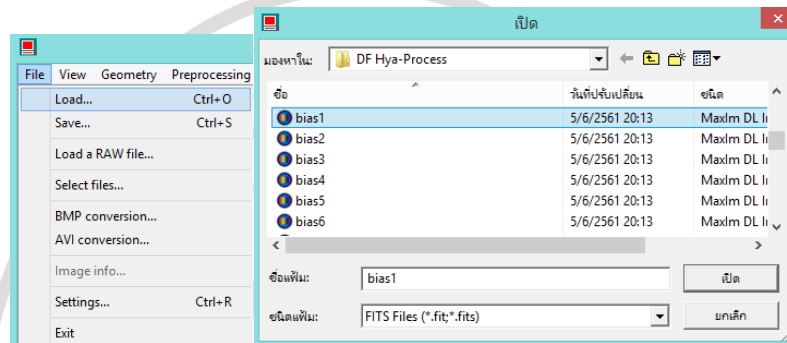 File View Geometry Preprocessing
Load... Ctrl+O
Save... Ctrl+S
Load a RAW file...
Select files...
BMP conversion...
AVI conversion...
Image info...
Settings... Ctrl+R
Exit
เปิด
มองหาใน: DF Hya-Process
ชื่อ วันที่ปรับเปลี่ยน ชนิด
bias1 5/6/2561 20:13 MaxIm DL
bias2 5/6/2561 20:13 MaxIm DL
bias3 5/6/2561 20:13 MaxIm DL
bias4 5/6/2561 20:13 MaxIm DL
bias5 5/6/2561 20:13 MaxIm DL
bias6 5/6/2561 20:13 MaxIm DL
ชื่อแฟ้ม: bias1 เปิด
ชนิดแฟ้ม: FITS Files (*.fit;*.fits) ยกเลิก